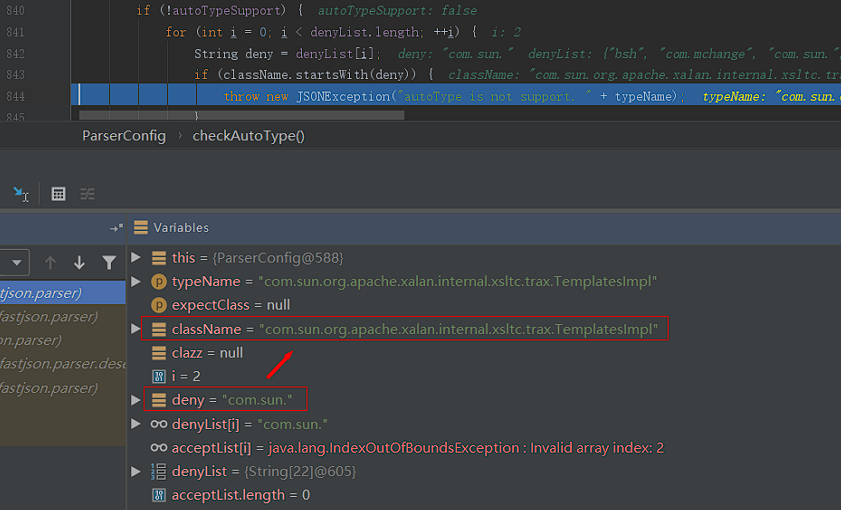 840 if (!autoTypeSupport) { autoTypeSupport: false
841 for (int i = 0; i < denyList.length; ++i) { i: 2
842 String deny = denyList[i]; deny: "com.sun." denyList: {"bsh", "com.mchange", "com.sun."
843 if (className.startsWith(deny)) { className: "com.sun.org.apache.xalan.internal.xsltc.tra
844 throw new JSONException("autoType is not support. " + typeName); typeName: "com.sun.
845 }
ParserConfig › checkAutoType()
Variables
this = {ParserConfig@588}
typeName = "com.sun.org.apache.xalan.internal.xsltc.trax.TemplatesImpl"
expectClass = null
stjson.parser)
fastjson.parser)
className = "com.sun.org.apache.xalan.internal.xsltc.trax.TemplatesImpl"
on.parser)
clazz = null
fastjson.parser.dese
i = 2
fastjson.parser)
deny = "com.sun."
denyList[i] = "com.sun."
acceptList[i] = java.lang.IndexOutOfBoundsException : Invalid array index: 2
denyList = {String[22]@605}
acceptList.length = 0